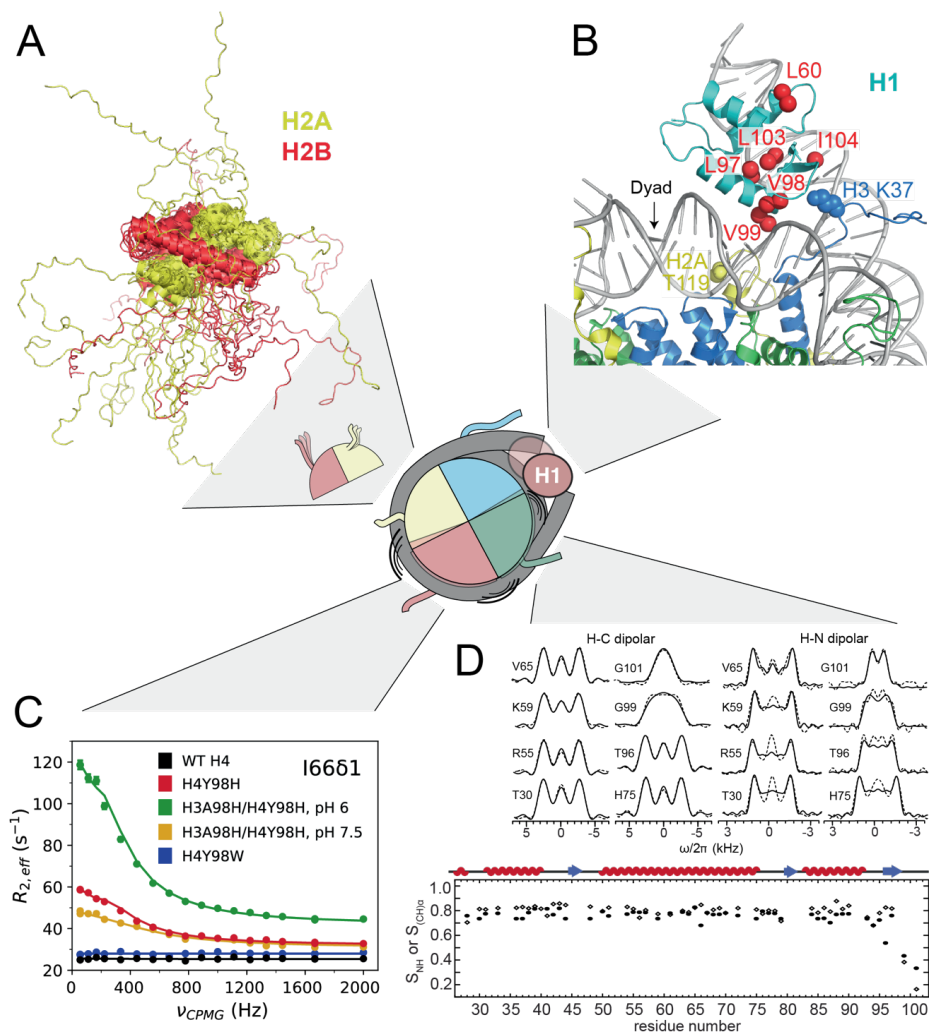 A
H2A
H2B
B
H1
L60
L103
I104
L97
V98
H3 K37
Dyad
V99
H2A
T119
H1
C
I66δ1
WT H4
H4Y98H
H3A98H/H4Y98H, pH 6
H3A98H/H4Y98H, pH 7.5
H4Y98W
R2,eff (s⁻¹)
120
100
80
60
40
20
0 400 800 1200 1600 2000
νCPMG (Hz)
D
H-C dipolar
H-N dipolar
V65 G101 V65 G101
K59 G99 K59 G99
R55 T96 R55 T96
T30 H75 T30 H75
5 0 -5 5 0 -5 3 0 -3 3 0 -3
ω/2π (kHz)
SNH or S(CH)α
1.0
0.8
0.6
0.4
0.2
25 30 35 40 45 50 55 60 65 70 75 80 85 90 95 100
residue number